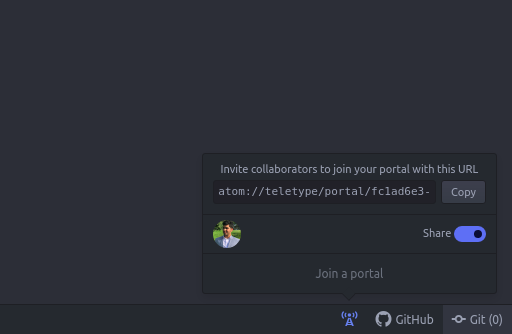 Invite collaborators to join your portal with this URL
atom://teletype/portal/fc1ad6e3-
Copy
Share
Join a portal
GitHub
Git (0)